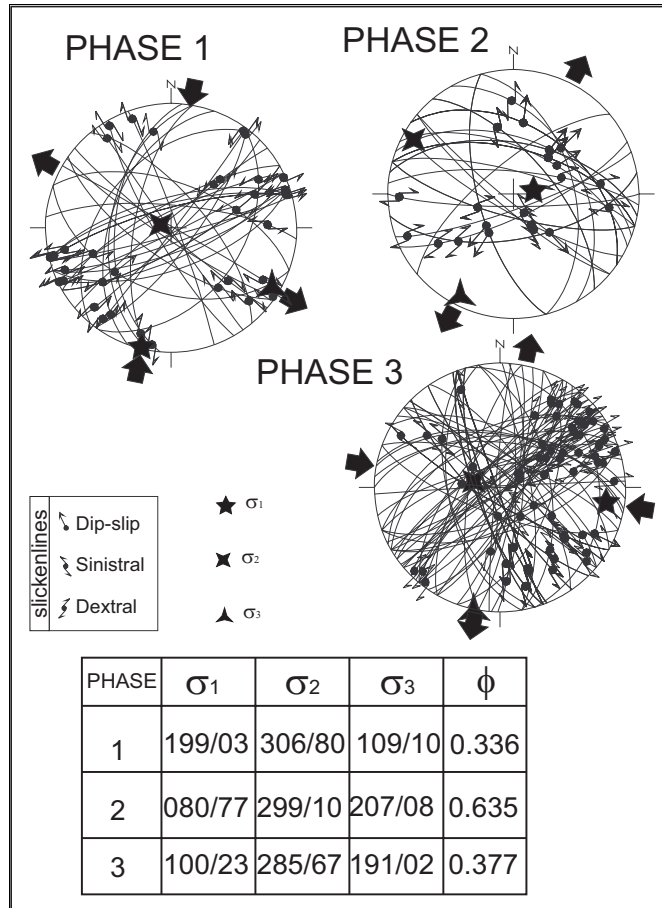 PHASE 1
PHASE 2
N
N
PHASE 3
N
slickenlines
Dip-slip
Sinistral
Dextral
σ1
σ2
σ3
PHASE σ1 σ2 σ3 ϕ
1 199/03 306/80 109/10 0.336
2 080/77 299/10 207/08 0.635
3 100/23 285/67 191/02 0.377